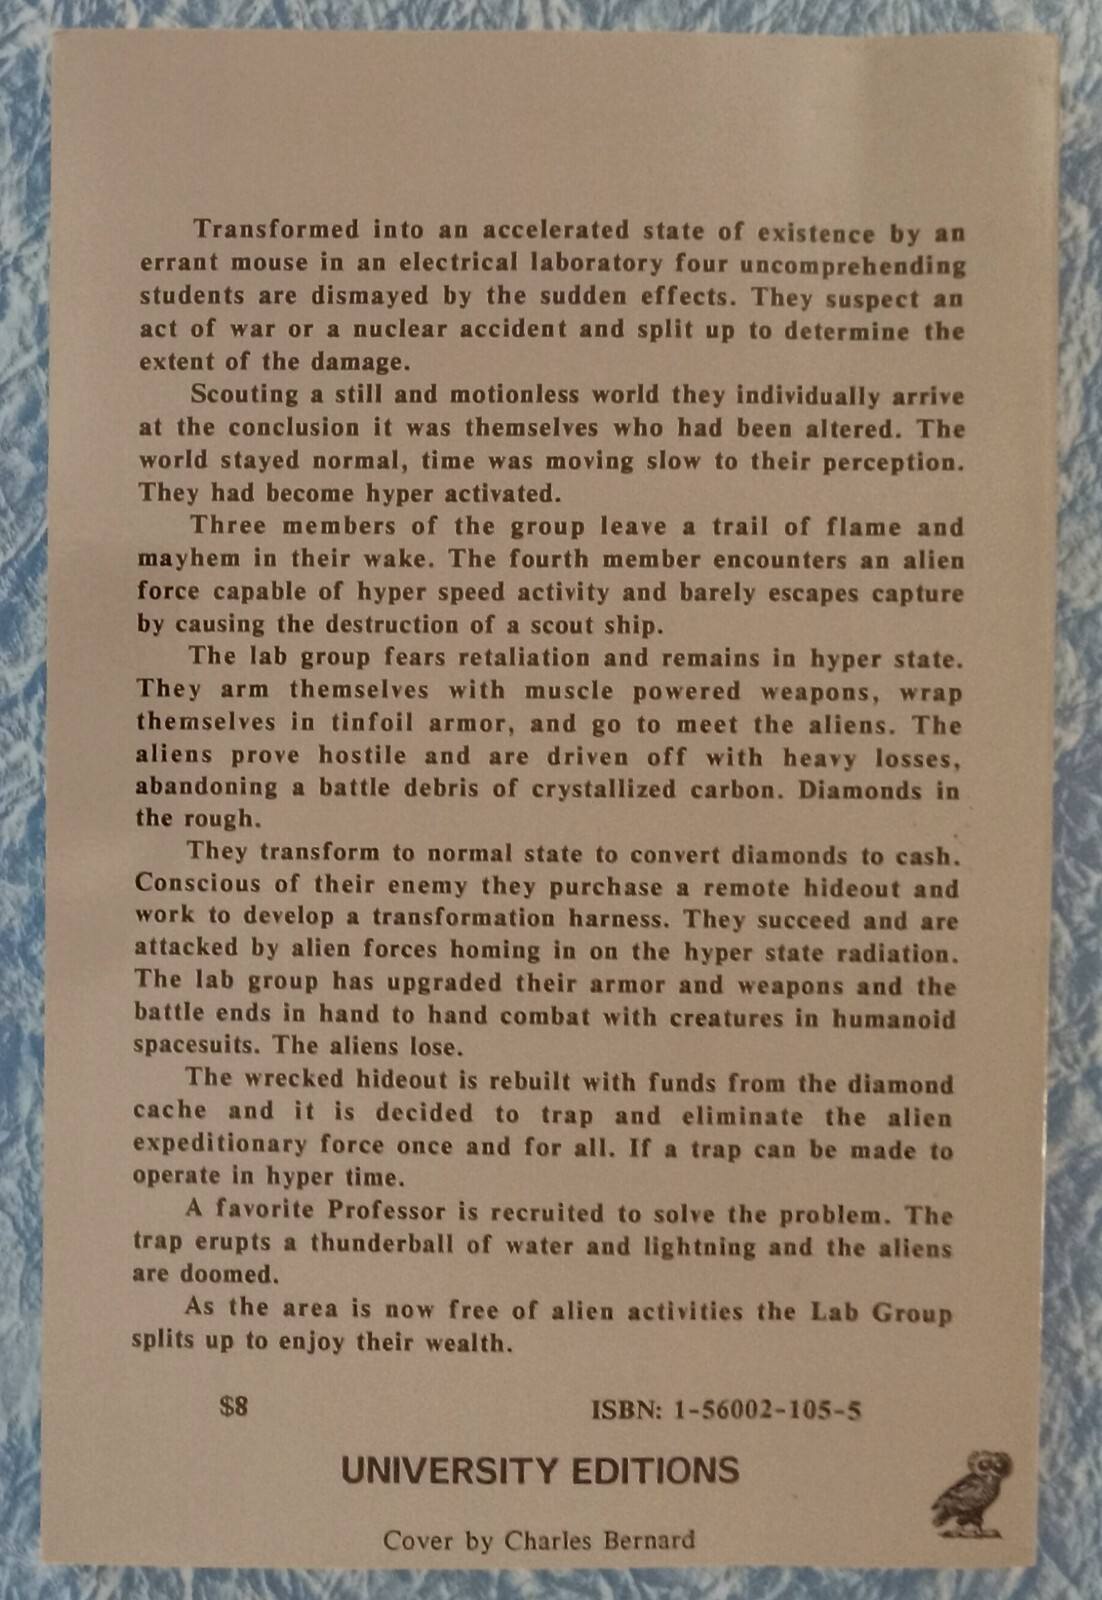 Transformed into an accelerated state of existence by an
errant mouse in an electrical laboratory four uncomprehending
students are dismayed by the sudden effects. They suspect an
act of war or a nuclear accident and split up to determine the
extent of the damage.
Scouting a still and motionless world they individually arrive
at the conclusion it was themselves who had been altered. The
world stayed normal, time was moving slow to their perception.
They had become hyper activated.
Three members of the group leave a trail of flame and
mayhem in their wake. The fourth member encounters an alien
force capable of hyper speed activity and barely escapes capture
by causing the destruction of a scout ship.
The lab group fears retaliation and remains in hyper state.
They arm themselves with muscle powered weapons, wrap
themselves in tinfoil armor, and go to meet the aliens. The
aliens prove hostile and are driven off with heavy losses,
abandoning a battle debris of crystallized carbon. Diamonds in
the rough.
They transform to normal state to convert diamonds to cash.
Conscious of their enemy they purchase a remote hideout and
work to develop a transformation harness. They succeed and are
attacked by alien forces homing in on the hyper state radiation.
The lab group has upgraded their armor and weapons and the
battle ends in hand to hand combat with creatures in humanoid
spacesuits. The aliens lose.
The wrecked hideout is rebuilt with funds from the diamond
cache and it is decided to trap and eliminate the alien
expeditionary force once and for all. If a trap can be made to
operate in hyper time.
A favorite Professor is recruited to solve the problem. The
trap erupts a thunderball of water and lightning and the aliens
are doomed.
As the area is now free of alien activities the Lab Group
splits up to enjoy their wealth.
$8 ISBN: 1-56002-105-5
UNIVERSITY EDITIONS
Cover by Charles Bernard